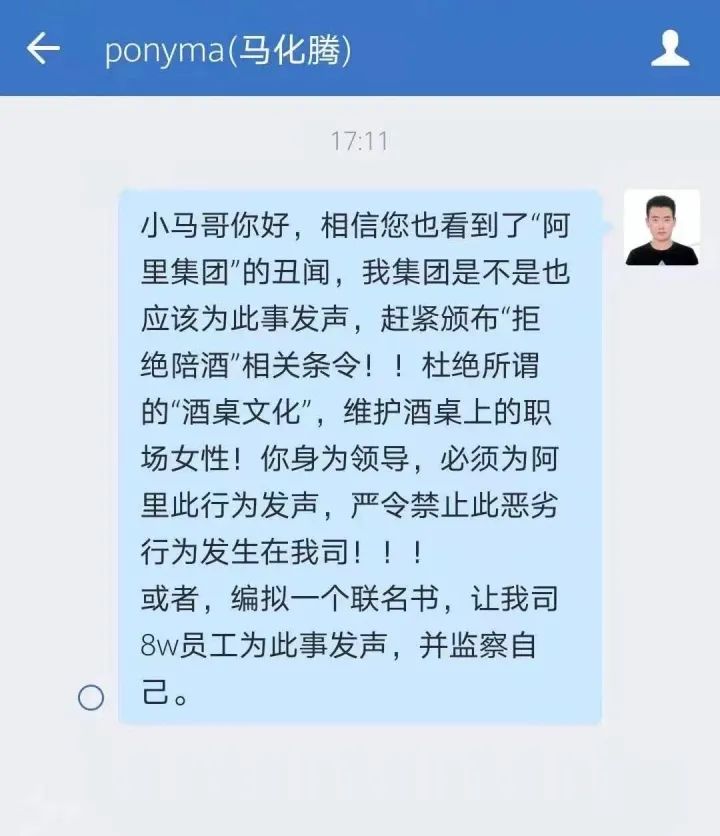 ponyma(马化腾)
17:11
小马哥你好，相信您也看到了“阿
里集团”的丑闻，我集团是不是也
应该为此事发声，赶紧颁布“拒
绝陪酒”相关条令！！杜绝所谓
的“酒桌文化”，维护酒桌上的职
场女性！你身为领导，必须为阿
里此行为发声，严令禁止此恶劣
行为发生在我司！！！
或者，编拟一个联名书，让我司
8w员工为此事发声，并监察自
己。